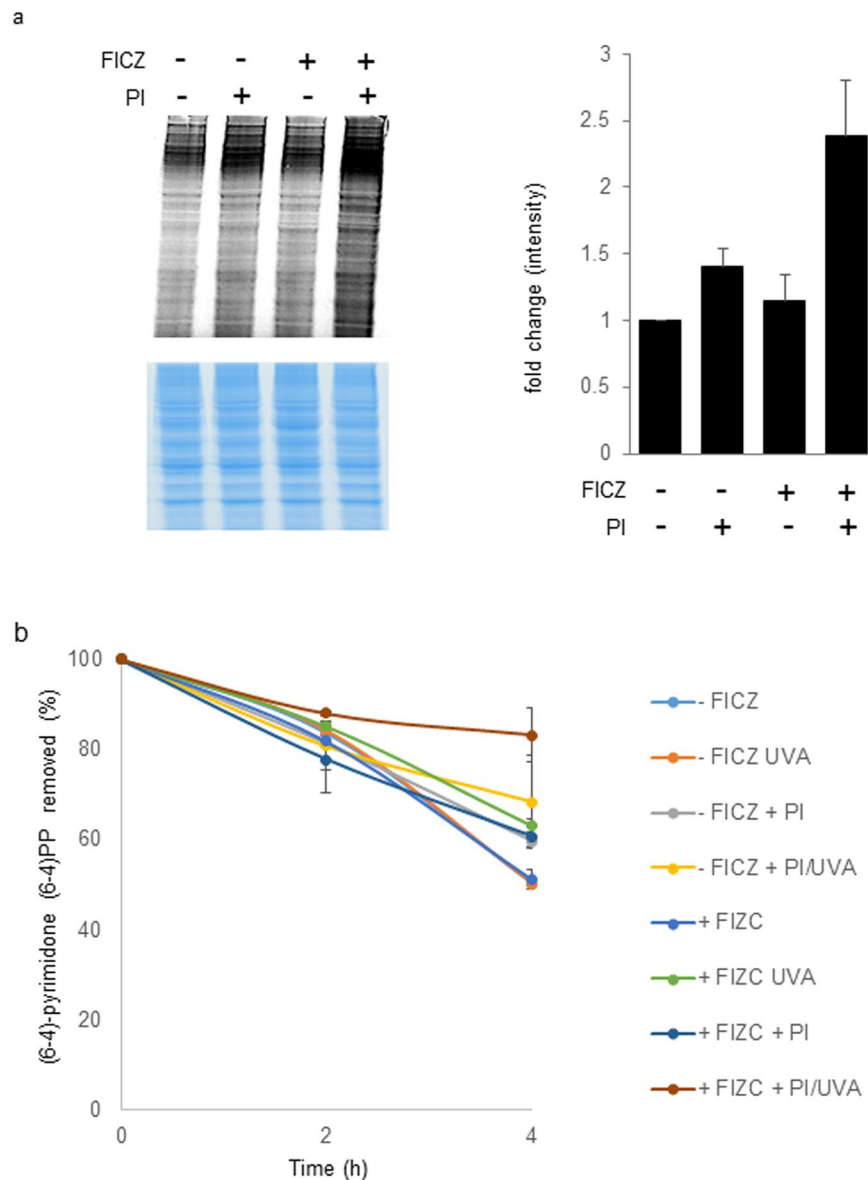 a
FICZ - - + +
PI - + - +
3
2.5
2
1.5
1
0.5
0
fold change (intensity)
FICZ - - + +
PI - + - +
b
100
80
60
40
20
0
(6-4)-pyrimidone (6-4)PP removed (%)
0 2 4
Time (h)
- FICZ
- FICZ UVA
- FICZ + PI
- FICZ + PI/UVA
+ FIZC
+ FIZC UVA
+ FIZC + PI
+ FIZC + PI/UVA